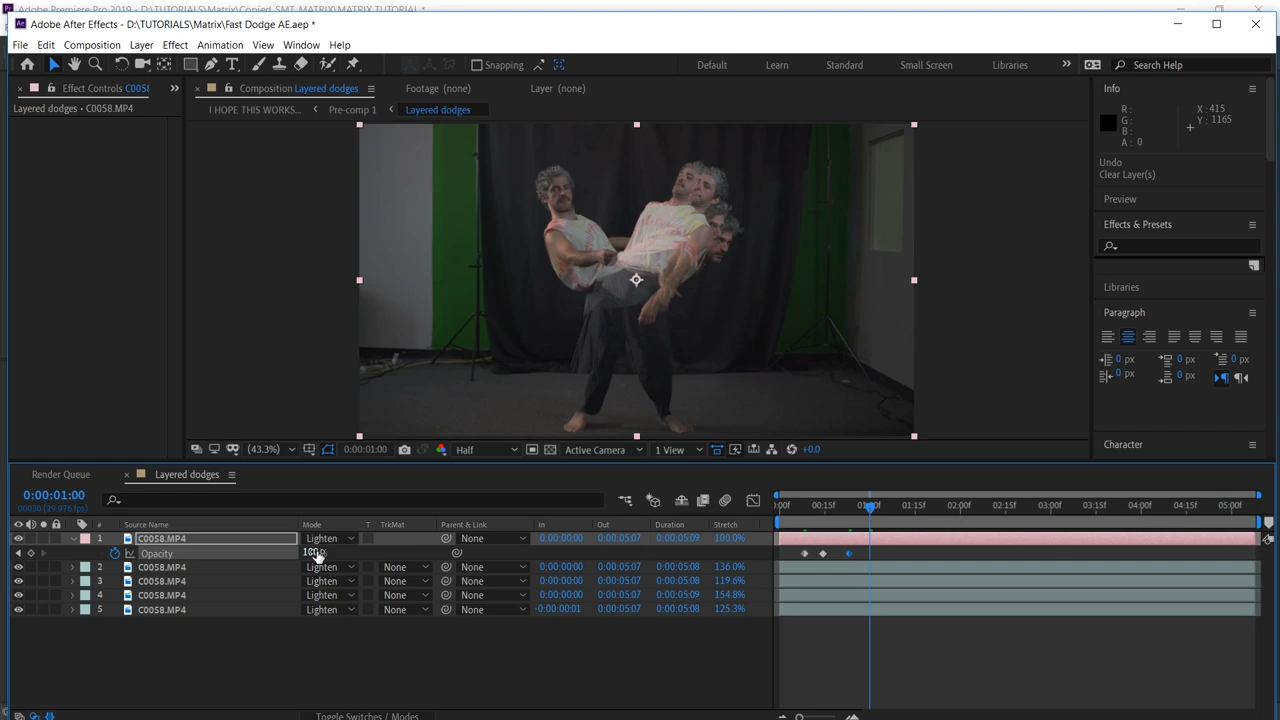 Adobe Premiere Pro 2019 - D:\TUTORIALS\Matrix\Copied_SMT_MATRIX\MATRIX TUTORIAL *
Adobe After Effects - D:\TUTORIALS\Matrix\Fast Dodge AE.aep *
File Edit Composition Layer Effect Animation View Window Help
Snapping Default Learn Standard Small Screen Libraries Search Help
Effect Controls C0058 Composition Layered dodges Footage (none) Layer (none) Info
Layered dodges • C0058.MP4 I HOPE THIS WORKS... Pre-comp 1 Layered dodges
R : X : 415
G : Y : 1165
B :
A : 0
Undo
Clear Layer(s)
Preview
Effects & Presets
Libraries
Paragraph
0 px 0 px 0 px
0 px 0 px
Character
(43.3%) 0:00:01:00 Half Active Camera 1 View +0.0
Render Queue Layered dodges
0:00:01:00
00030 (29.976 fps)
:00f 00:15f 01:00f 01:15f 02:00f 02:15f 03:00f 03:15f 04:00f 04:15f 05:00f
# Source Name Mode T TrkMat Parent & Link In Out Duration Stretch
1 C0058.MP4 Lighten None 0:00:00:00 0:00:05:07 0:00:05:09 100.0%
Opacity
2 C0058.MP4 Lighten None None 0:00:00:00 0:00:05:07 0:00:05:08 136.0%
3 C0058.MP4 Lighten None None 0:00:00:00 0:00:05:07 0:00:05:08 119.6%
4 C0058.MP4 Lighten None None 0:00:00:00 0:00:05:07 0:00:05:09 154.8%
5 C0058.MP4 Lighten None None -0:00:00:01 0:00:05:07 0:00:05:08 125.3%
Toggle Switches / Modes